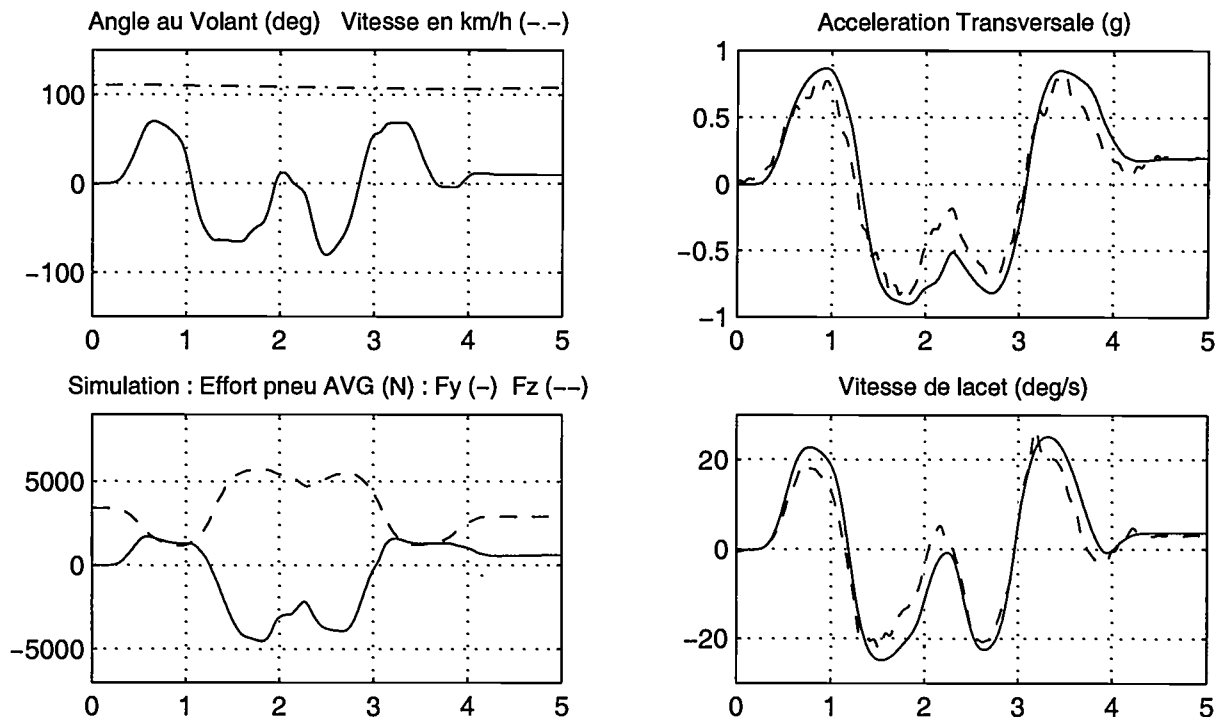 Angle au Volant (deg) Vitesse en km/h (-.-)
100
0
-100
0 1 2 3 4 5
Acceleration Transversale (g)
1
0.5
0
-0.5
-1
0 1 2 3 4 5
Simulation : Effort pneu AVG (N) : Fy (-) Fz (--)
5000
0
-5000
0 1 2 3 4 5
Vitesse de lacet (deg/s)
20
0
-20
0 1 2 3 4 5